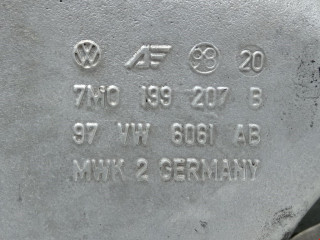 VW AF 98 20
7M0 199 207 B
97 VW 6061 AB
MWK 2 GERMANY